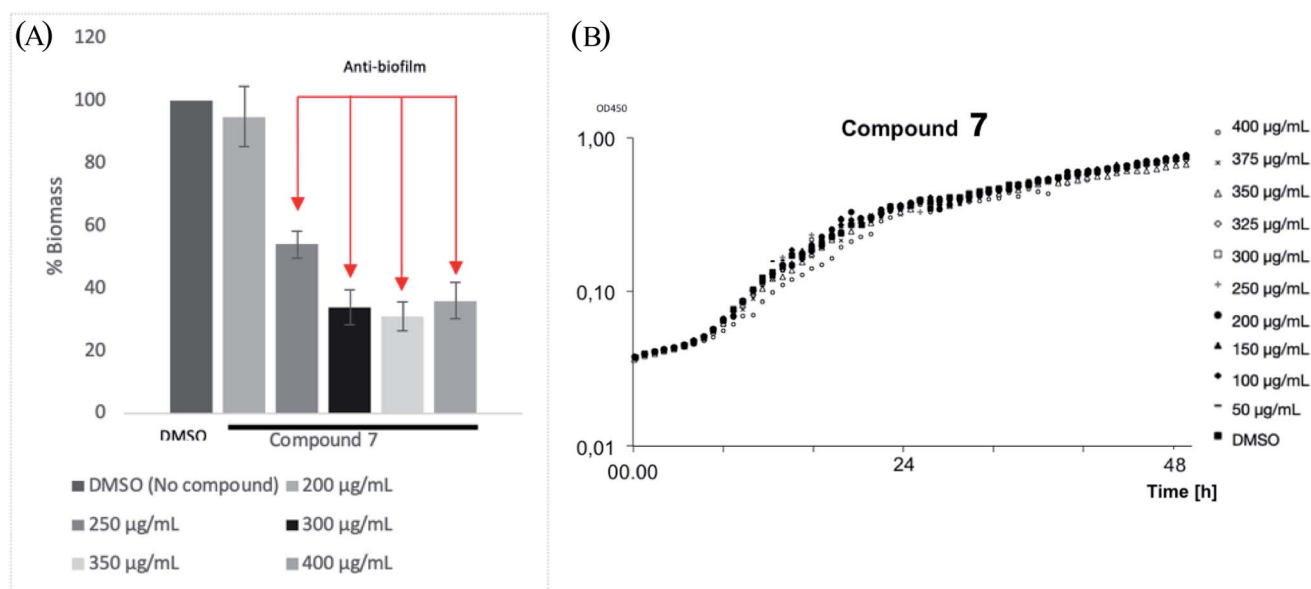 (A)
120
100
80
60
40
20
0
% Biomass
Anti-biofilm
DMSO
Compound 7
DMSO (No compound)
200 µg/mL
250 µg/mL
300 µg/mL
350 µg/mL
400 µg/mL
(B)
OD450
Compound 7
1,00
0,10
0,01
00.00
24
48
Time [h]
400 µg/mL
375 µg/mL
350 µg/mL
325 µg/mL
300 µg/mL
250 µg/mL
200 µg/mL
150 µg/mL
100 µg/mL
50 µg/mL
DMSO